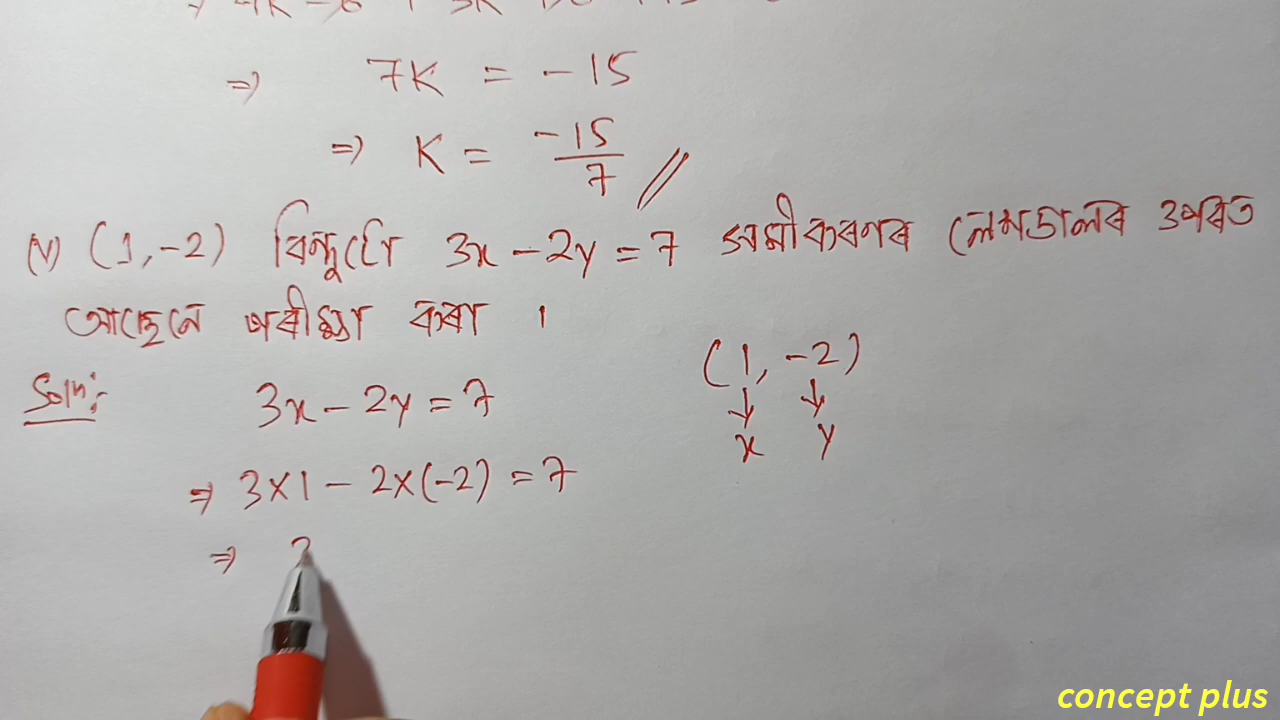 ⇒ 7K = -15
⇒ K = -15/7 //
(v) (1, -2) বিন্দুটো 3x - 2y = 7 সমীকৰণৰ লেখডালৰ ওপৰত
আছেনে পৰীক্ষা কৰা ।
(1, -2)
↓ ↓
x y
Soln:- 3x - 2y = 7
⇒ 3×1 - 2×(-2) = 7
⇒
concept plus